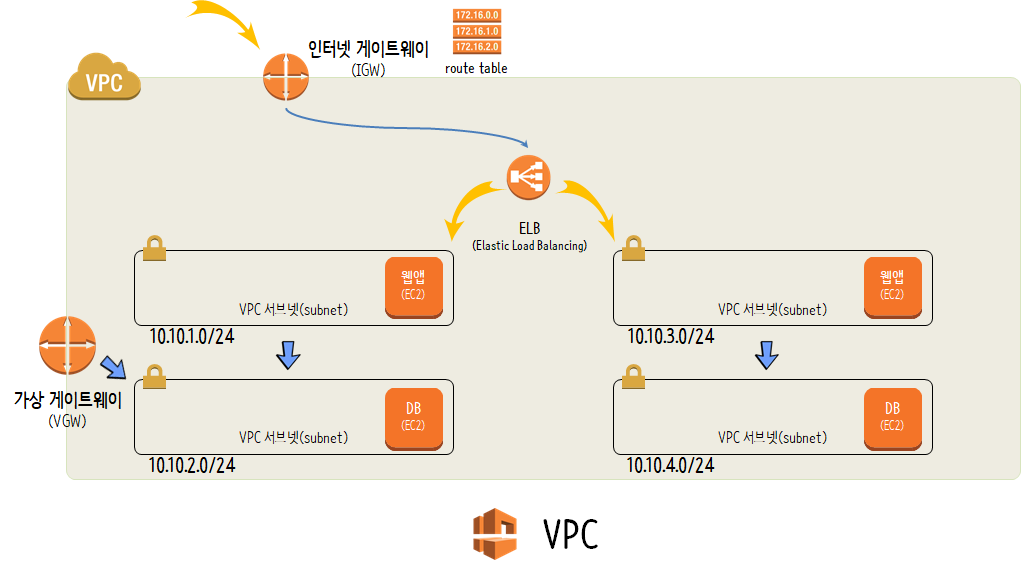 172.16.0.0
172.16.1.0
172.16.2.0
route table
인터넷 게이트웨이
(IGW)
VPC
ELB
(Elastic Load Balancing)
웹앱
(EC2)
VPC 서브넷(subnet)
10.10.1.0/24
웹앱
(EC2)
VPC 서브넷(subnet)
10.10.3.0/24
가상 게이트웨이
(VGW)
DB
(EC2)
VPC 서브넷(subnet)
10.10.2.0/24
DB
(EC2)
VPC 서브넷(subnet)
10.10.4.0/24
VPC